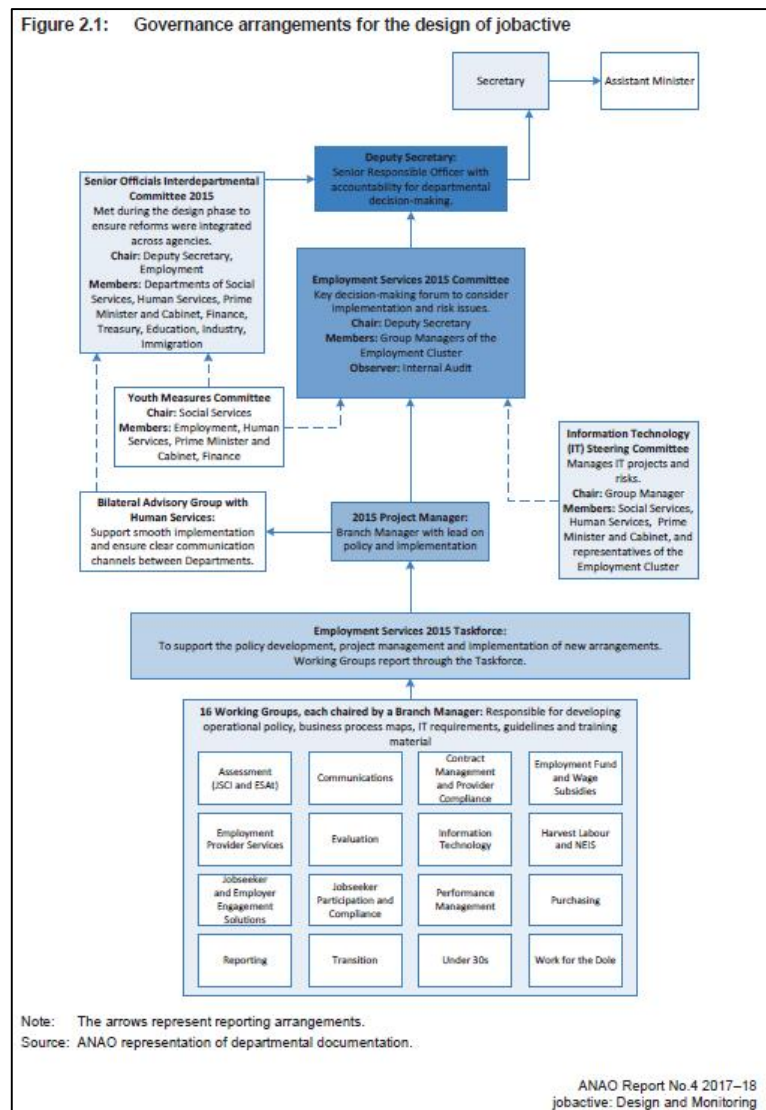 Figure 2.1: Governance arrangements for the design of jobactive
Secretary
Assistant Minister
Deputy Secretary:
Senior Responsible Officer with
accountability for departmental
decision-making.
Senior Officials Interdepartmental
Committee 2015
Met during the design phase to
ensure reforms were integrated
across agencies.
Chair: Deputy Secretary,
Employment
Members: Departments of Social
Services, Human Services, Prime
Minister and Cabinet, Finance,
Treasury, Education, Industry,
Immigration
Employment Services 2015 Committee
Key decision-making forum to consider
implementation and risk issues.
Chair: Deputy Secretary
Members: Group Managers of the
Employment Cluster
Observer: Internal Audit
Youth Measures Committee
Chair: Social Services
Members: Employment, Human
Services, Prime Minister and
Cabinet, Finance
Information Technology
(IT) Steering Committee
Manages IT projects and
risks.
Chair: Group Manager
Members: Social Services,
Human Services, Prime
Minister and Cabinet, and
representatives of the
Employment Cluster
Bilateral Advisory Group with
Human Services:
Support smooth implementation
and ensure clear communication
channels between Departments.
2015 Project Manager:
Branch Manager with lead on
policy and implementation
Employment Services 2015 Taskforce:
To support the policy development, project management and implementation of new arrangements.
Working Groups report through the Taskforce.
16 Working Groups, each chaired by a Branch Manager: Responsible for developing
operational policy, business process maps, IT requirements, guidelines and training
material
Assessment
(JSCI and ESAt)
Communications
Contract
Management
and Provider
Compliance
Employment Fund
and Wage
Subsidies
Employment
Provider Services
Evaluation
Information
Technology
Harvest Labour
and NEIS
Jobseeker
and Employer
Engagement
Solutions
Jobseeker
Participation and
Compliance
Performance
Management
Purchasing
Reporting
Transition
Under 30s
Work for the Dole
Note: The arrows represent reporting arrangements.
Source: ANAO representation of departmental documentation.
ANAO Report No.4 2017–18
jobactive: Design and Monitoring